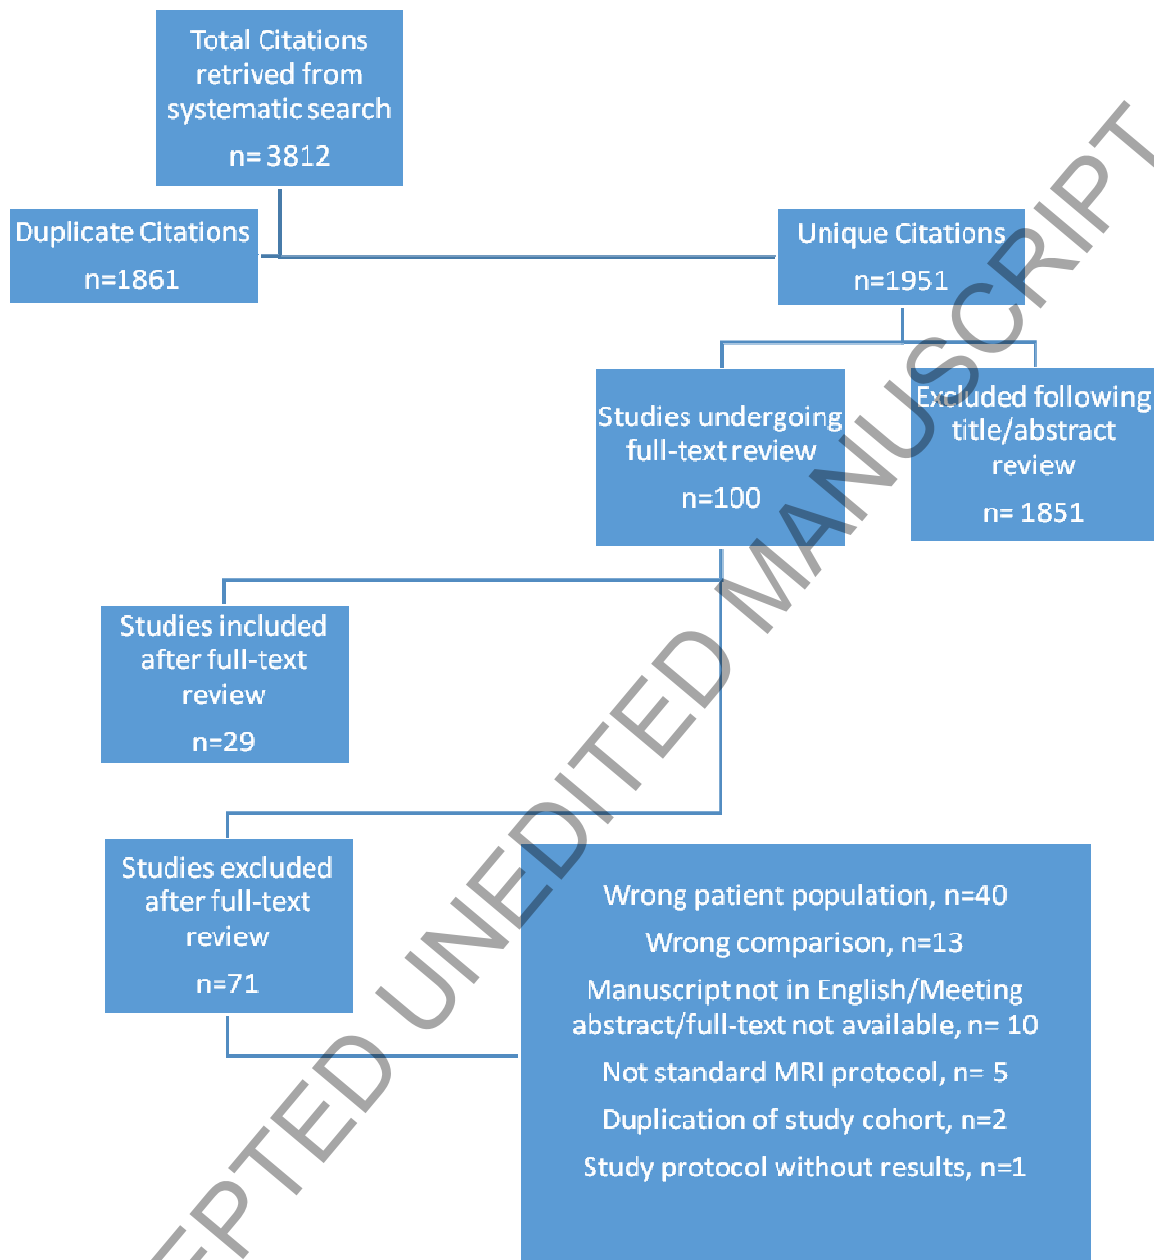 Total Citations
retrived from
systematic search
n= 3812
Duplicate Citations
n=1861
Unique Citations
n=1951
Studies undergoing
full-text review
n=100
Excluded following
title/abstract
review
n= 1851
Studies included
after full-text
review
n=29
Studies excluded
after full-text
review
n=71
Wrong patient population, n=40
Wrong comparison, n=13
Manuscript not in English/Meeting
abstract/full-text not available, n= 10
Not standard MRI protocol, n= 5
Duplication of study cohort, n=2
Study protocol without results, n=1
EPTED UNEDITED MANUSCRIPT